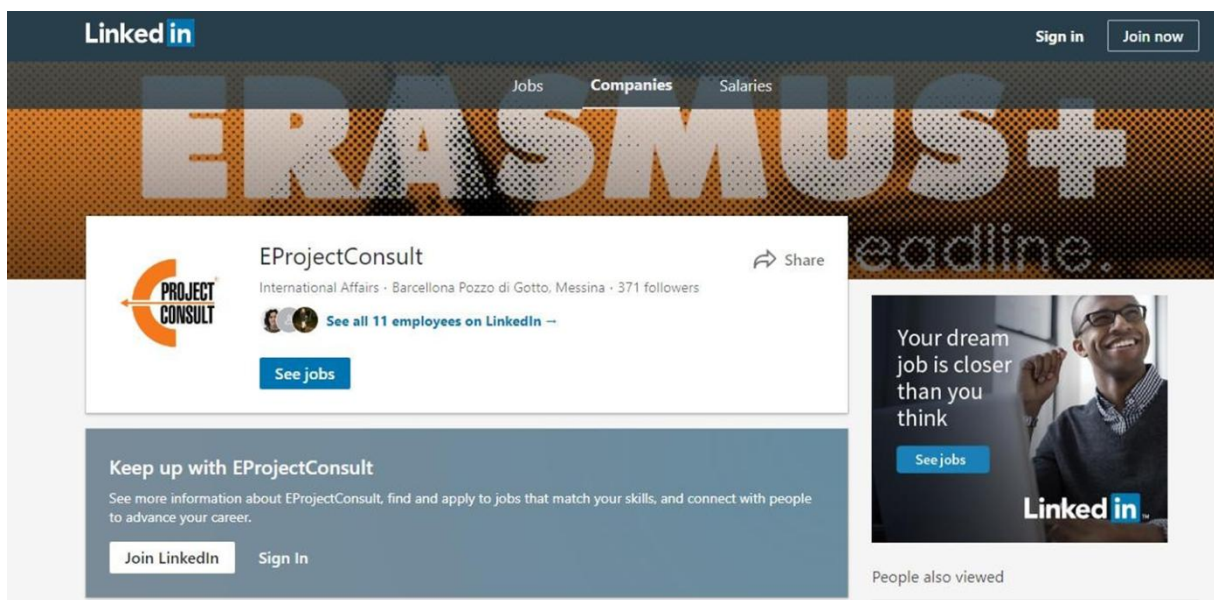 Linked in
Sign in
Join now
Jobs
Companies
Salaries
ERASMUS+
eadline.
PROJECT
CONSULT
EProjectConsult
International Affairs · Barcellona Pozzo di Gotto, Messina · 371 followers
See all 11 employees on LinkedIn →
Share
See jobs
Your dream
job is closer
than you
think
See jobs
Linked in
Keep up with EProjectConsult
See more information about EProjectConsult, find and apply to jobs that match your skills, and connect with people
to advance your career.
Join LinkedIn
Sign In
People also viewed